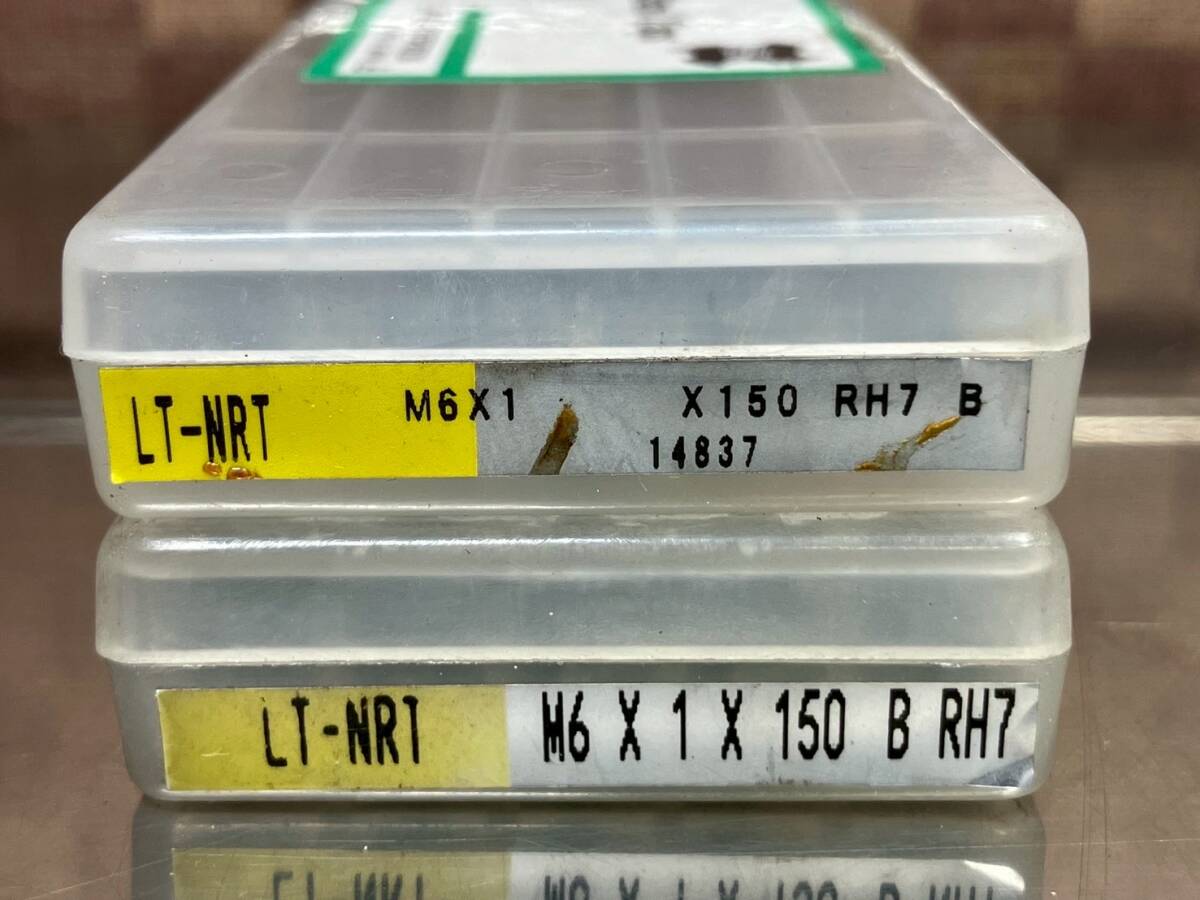 LT-NRT M6X1 X150 RH7 B
14837
LT-NRT M6 X 1 X 150 B RH7